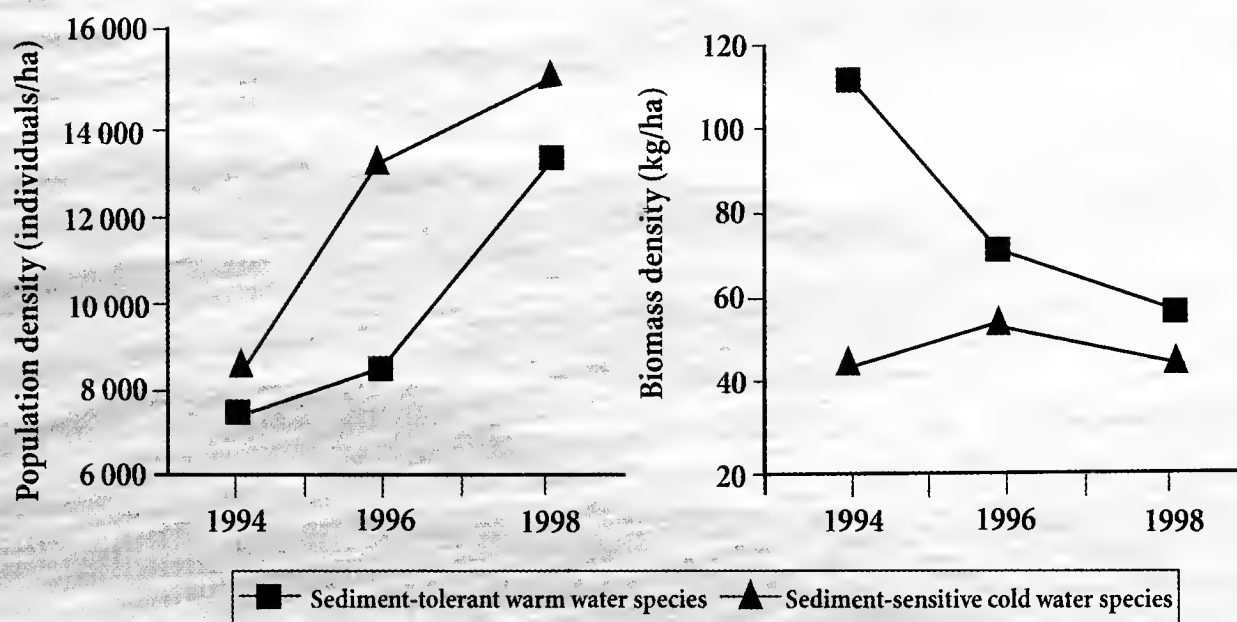 Population density (individuals/ha)
16 000
14 000
12 000
10 000
8 000
6 000
1994 1996 1998
Biomass density (kg/ha)
120
100
80
60
40
20
1994 1996 1998
Sediment-tolerant warm water species Sediment-sensitive cold water species